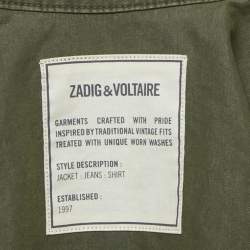 ZADIG & VOLTAIRE
GARMENTS CRAFTED WITH PRIDE
INSPIRED BY TRADITIONAL VINTAGE FITS
TREATED WITH UNIQUE WORN WASHES
STYLE DESCRIPTION :
JACKET : JEANS : SHIRT
ESTABLISHED :
1997